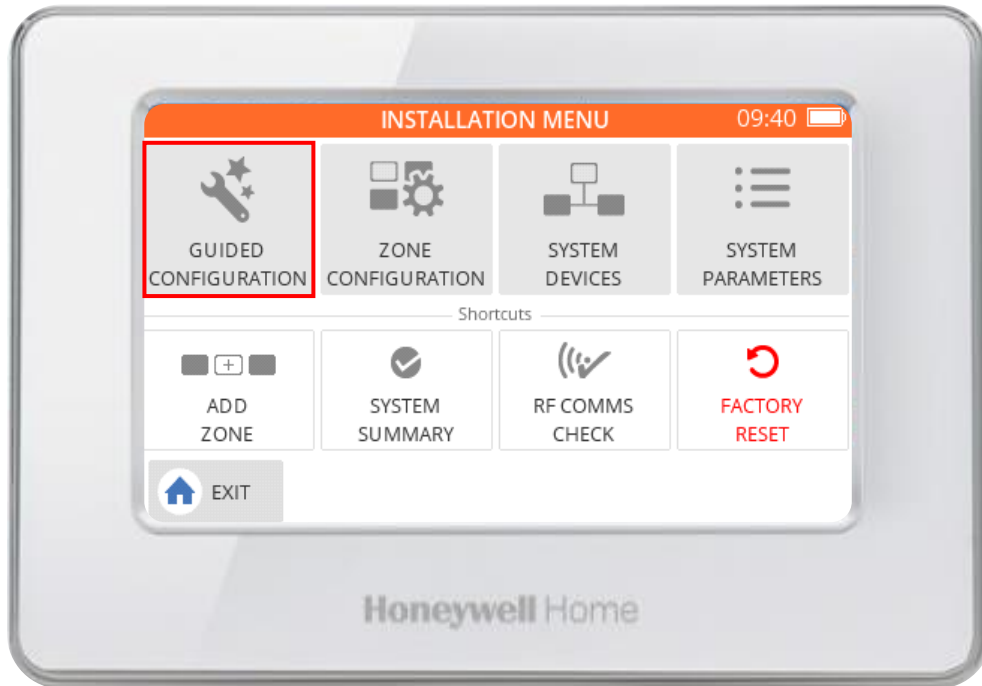 INSTALLATION MENU 09:40
GUIDED
CONFIGURATION
ZONE
CONFIGURATION
SYSTEM
DEVICES
SYSTEM
PARAMETERS
Shortcuts
ADD
ZONE
SYSTEM
SUMMARY
RF COMMS
CHECK
FACTORY
RESET
EXIT
Honeywell Home